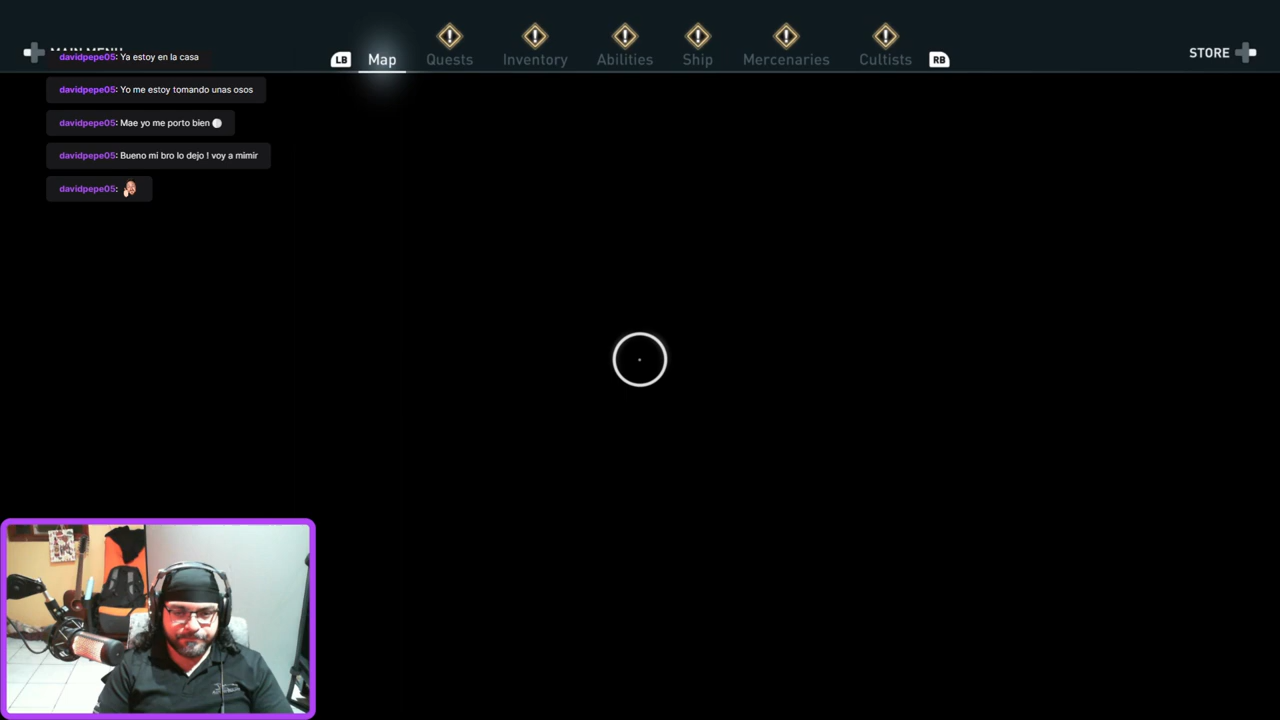 MAIN MENU
LB
Map
Quests
Inventory
Abilities
Ship
Mercenaries
Cultists
RB
STORE
davidpepe05: Ya estoy en la casa
davidpepe05: Yo me estoy tomando unas osos
davidpepe05: Mae yo me porto bien
davidpepe05: Bueno mi bro lo dejo ! voy a mimir
davidpepe05: